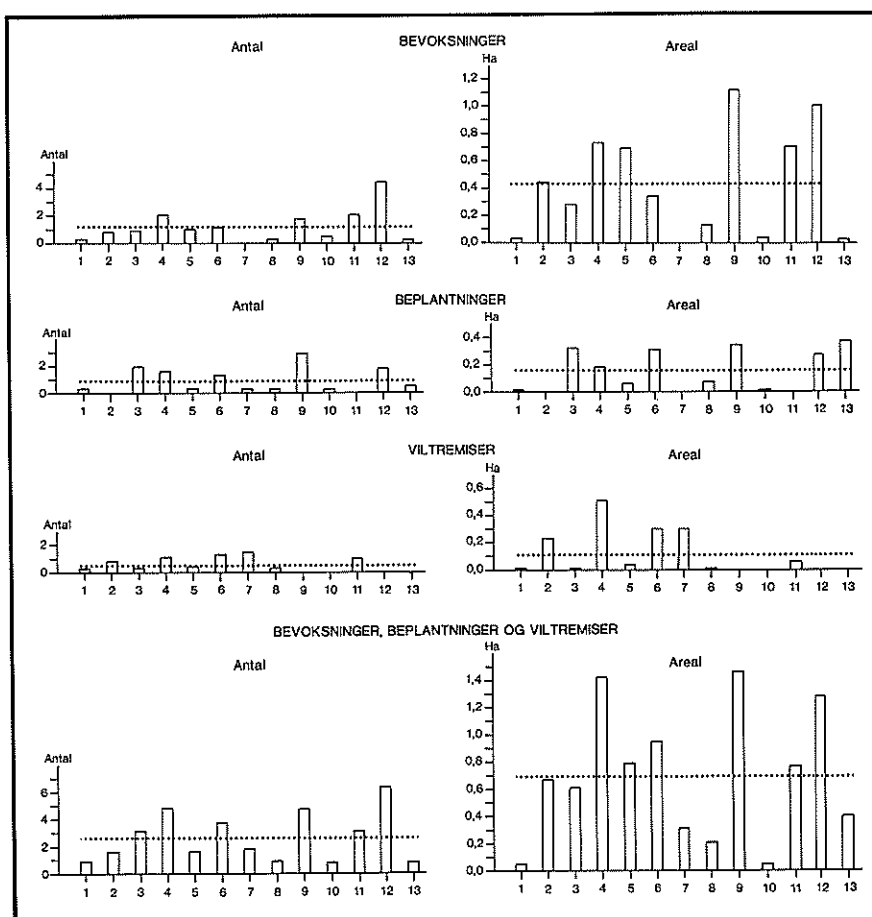 BEVOKSNINGER
Antal Areal
Ha
1,2
1,0
0,8
0,6
0,4
0,2
0,0
1 2 3 4 5 6 7 8 9 10 11 12 13
Antal
4
2
0
1 2 3 4 5 6 7 8 9 10 11 12 13
BEPLANTNINGER
Antal Areal
Antal
2
0
1 2 3 4 5 6 7 8 9 10 11 12 13
Ha
0,4
0,2
0,0
1 2 3 4 5 6 7 8 9 10 11 12 13
VILTREMISER
Antal Areal
Antal
2
0
1 2 3 4 5 6 7 8 9 10 11 12 13
Ha
0,6
0,4
0,2
0,0
1 2 3 4 5 6 7 8 9 10 11 12 13
BEVOKSNINGER, BEPLANTNINGER OG VILTREMISER
Antal Areal
Antal
6
4
2
0
1 2 3 4 5 6 7 8 9 10 11 12 13
Ha
1,4
1,2
1,0
0,8
0,6
0,4
0,2
0,0
1 2 3 4 5 6 7 8 9 10 11 12 13